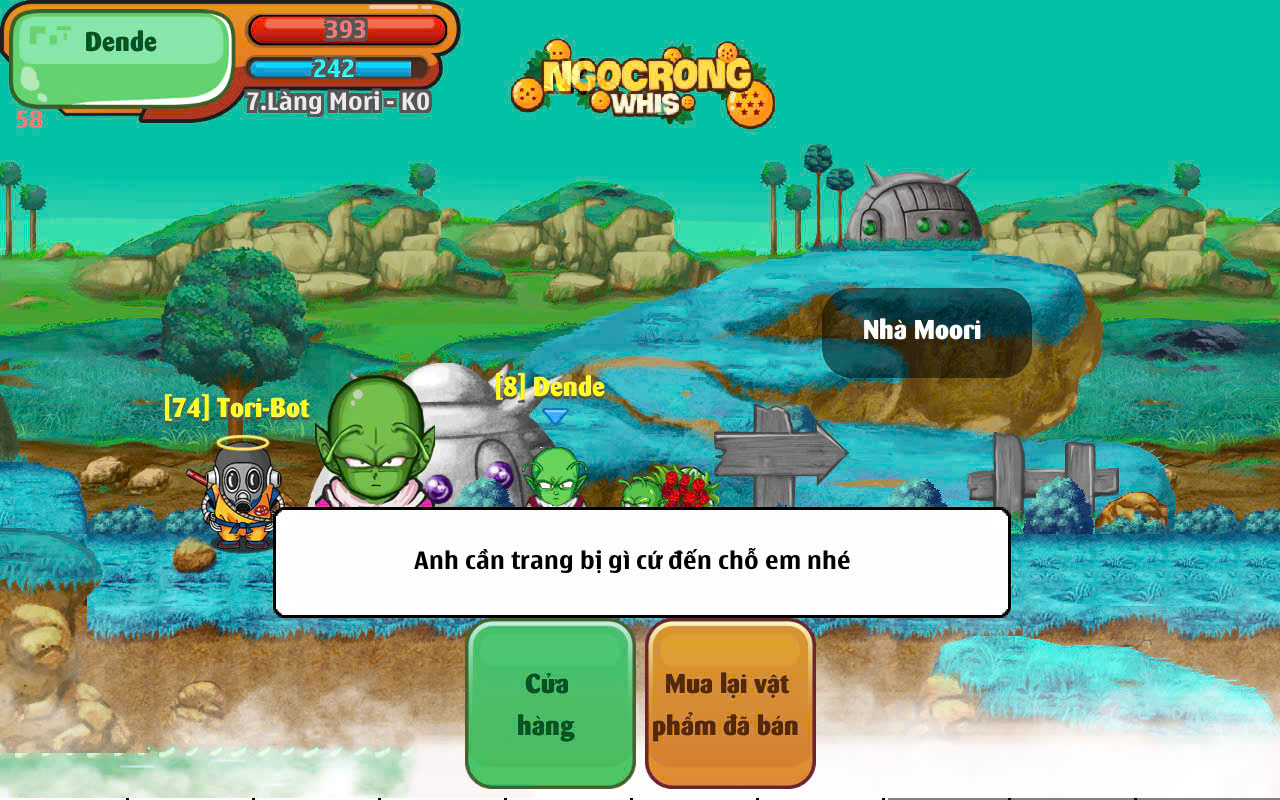 Dende
393
242
7.Làng Mori - K0
58
NGOCRONG
WHIS
Nhà Moori
[8] Dende
[74] Tori-Bot
Anh cần trang bị gì cứ đến chỗ em nhé
Cửa
hàng
Mua lại vật
phẩm đã bán